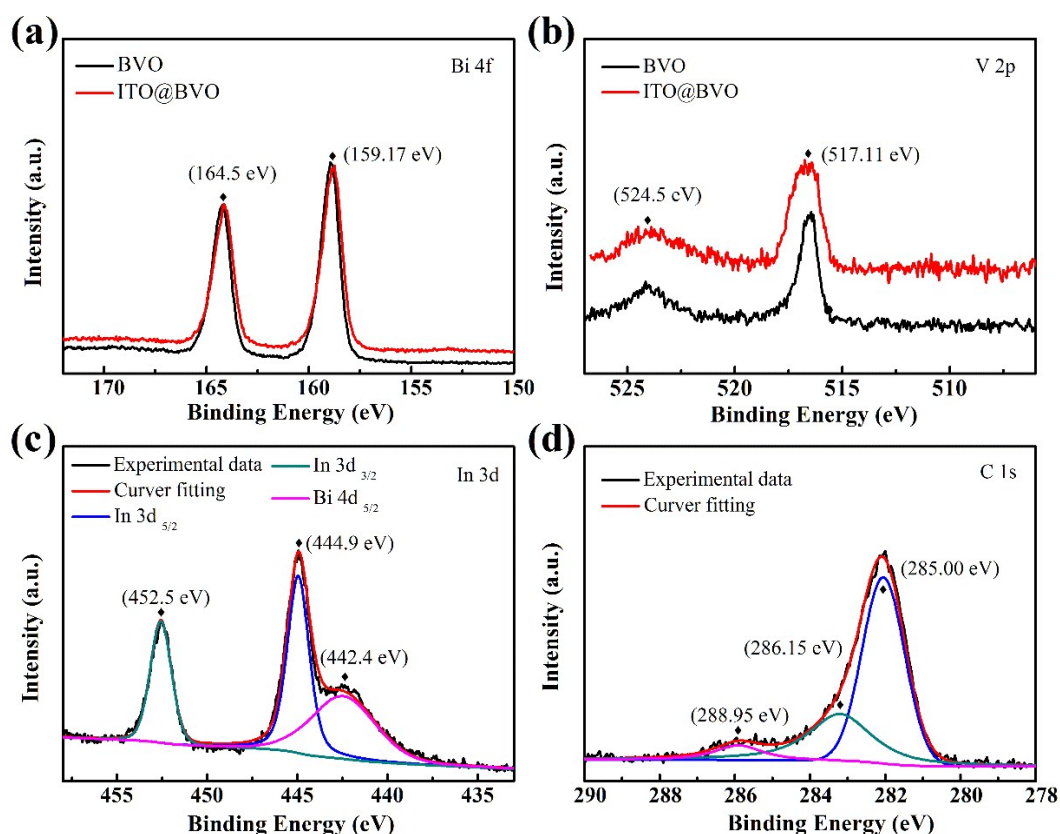 (a)
BVO
ITO@BVO
Bi 4f
(164.5 eV)
(159.17 eV)
Intensity (a.u.)
170 165 160 155 150
Binding Energy (eV)
(b)
BVO
ITO@BVO
V 2p
(517.11 eV)
(524.5 cV)
Intensity (a.u.)
525 520 515 510
Binding Energy (eV)
(c)
Experimental data
Curver fitting
In 3d 5/2
In 3d 3/2
Bi 4d 5/2
In 3d
(444.9 eV)
(452.5 eV)
(442.4 eV)
Intensity (a.u.)
455 450 445 440 435
Binding Energy (eV)
(d)
Experimental data
Curver fitting
C 1s
(285.00 eV)
(286.15 eV)
(288.95 eV)
Intensity (a.u.)
290 288 286 284 282 280 278
Binding Energy (eV)